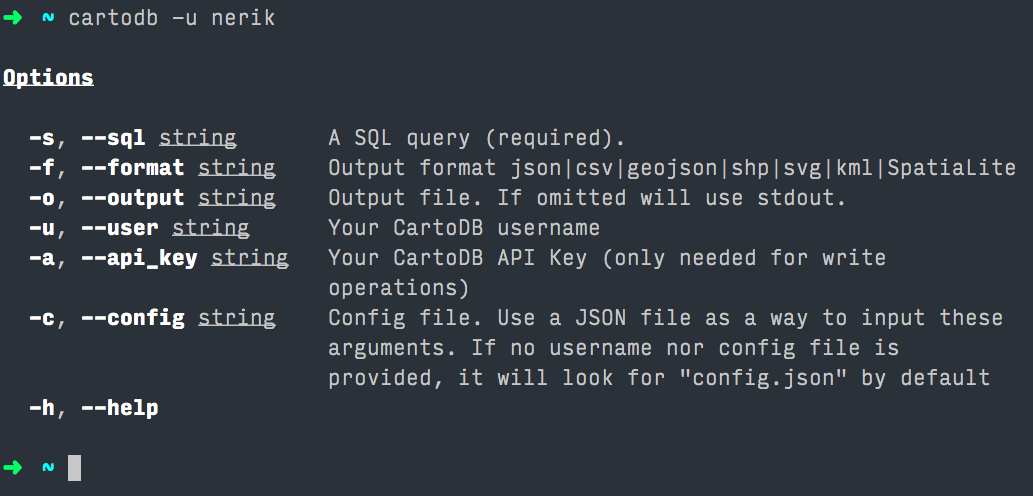 ➜ ~ cartodb -u nerik
Options
-s, --sql string A SQL query (required).
-f, --format string Output format json|csv|geojson|shp|svg|kml|SpatiaLite
-o, --output string Output file. If omitted will use stdout.
-u, --user string Your CartoDB username
-a, --api_key string Your CartoDB API Key (only needed for write
operations)
-c, --config string Config file. Use a JSON file as a way to input these
arguments. If no username nor config file is
provided, it will look for "config.json" by default
-h, --help
➜ ~